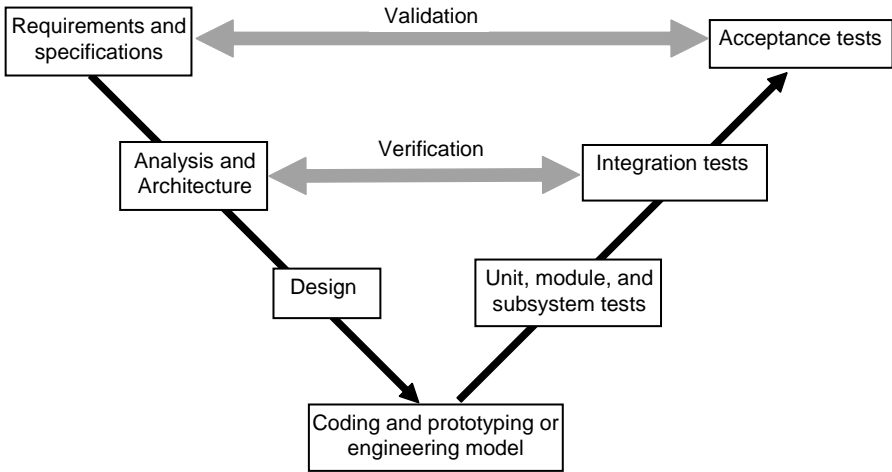 Requirements and
specifications
Validation
Acceptance tests
Analysis and
Architecture
Verification
Integration tests
Design
Unit, module, and
subsystem tests
Coding and prototyping or
engineering model